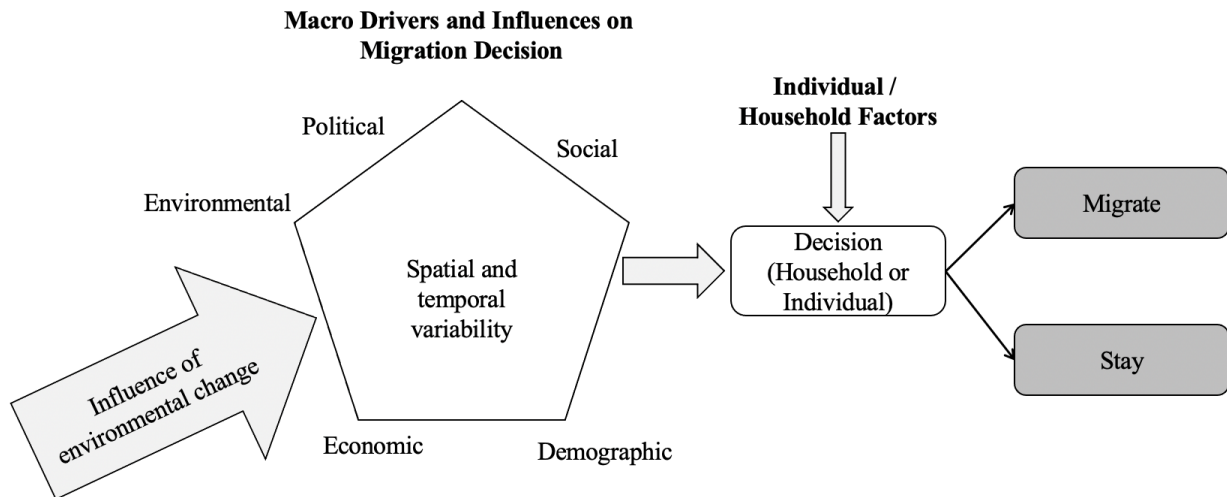 Macro Drivers and Influences on
Migration Decision
Political
Social
Environmental
Spatial and
temporal
variability
Economic
Demographic
Influence of
environmental change
Individual /
Household Factors
Decision
(Household or
Individual)
Migrate
Stay